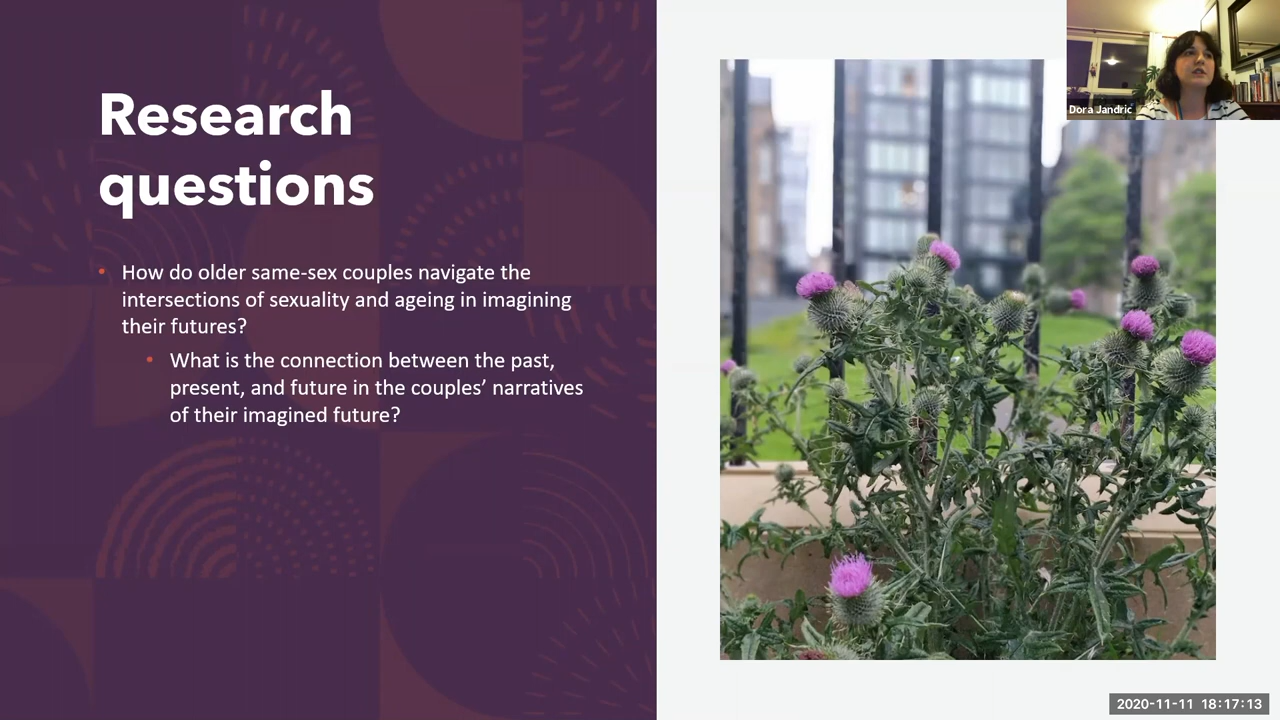 Research
questions
How do older same-sex couples navigate the
intersections of sexuality and ageing in imagining
their futures?
What is the connection between the past,
present, and future in the couples’ narratives
of their imagined future?
Dora Jandric
2020-11-11 18:17:13